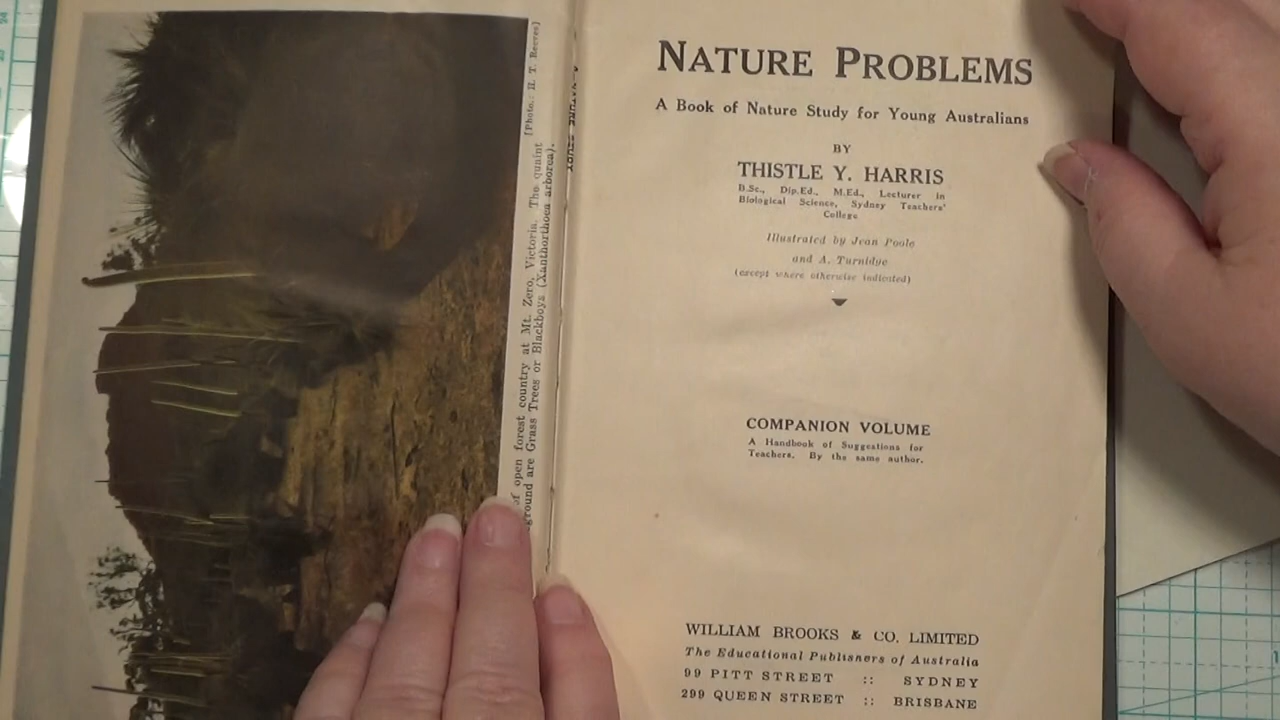 [Photo.: H. T. Reeves]
of open forest country at Mt. Zero, Victoria. The quaint
ground are Grass Trees or Blackboys (Xanthorrhoea arborea).
NATURE PROBLEMS
A Book of Nature Study for Young Australians
BY
THISTLE Y. HARRIS
B.Sc., Dip.Ed., M.Ed., Lecturer in
Biological Science, Sydney Teachers'
College
Illustrated by Jean Poole
and A. Turnidge
(except where otherwise indicated)
COMPANION VOLUME
A Handbook of Suggestions for
Teachers. By the same author.
WILLIAM BROOKS & CO. LIMITED
The Educational Publishers of Australia
99 PITT STREET :: SYDNEY
299 QUEEN STREET :: BRISBANE